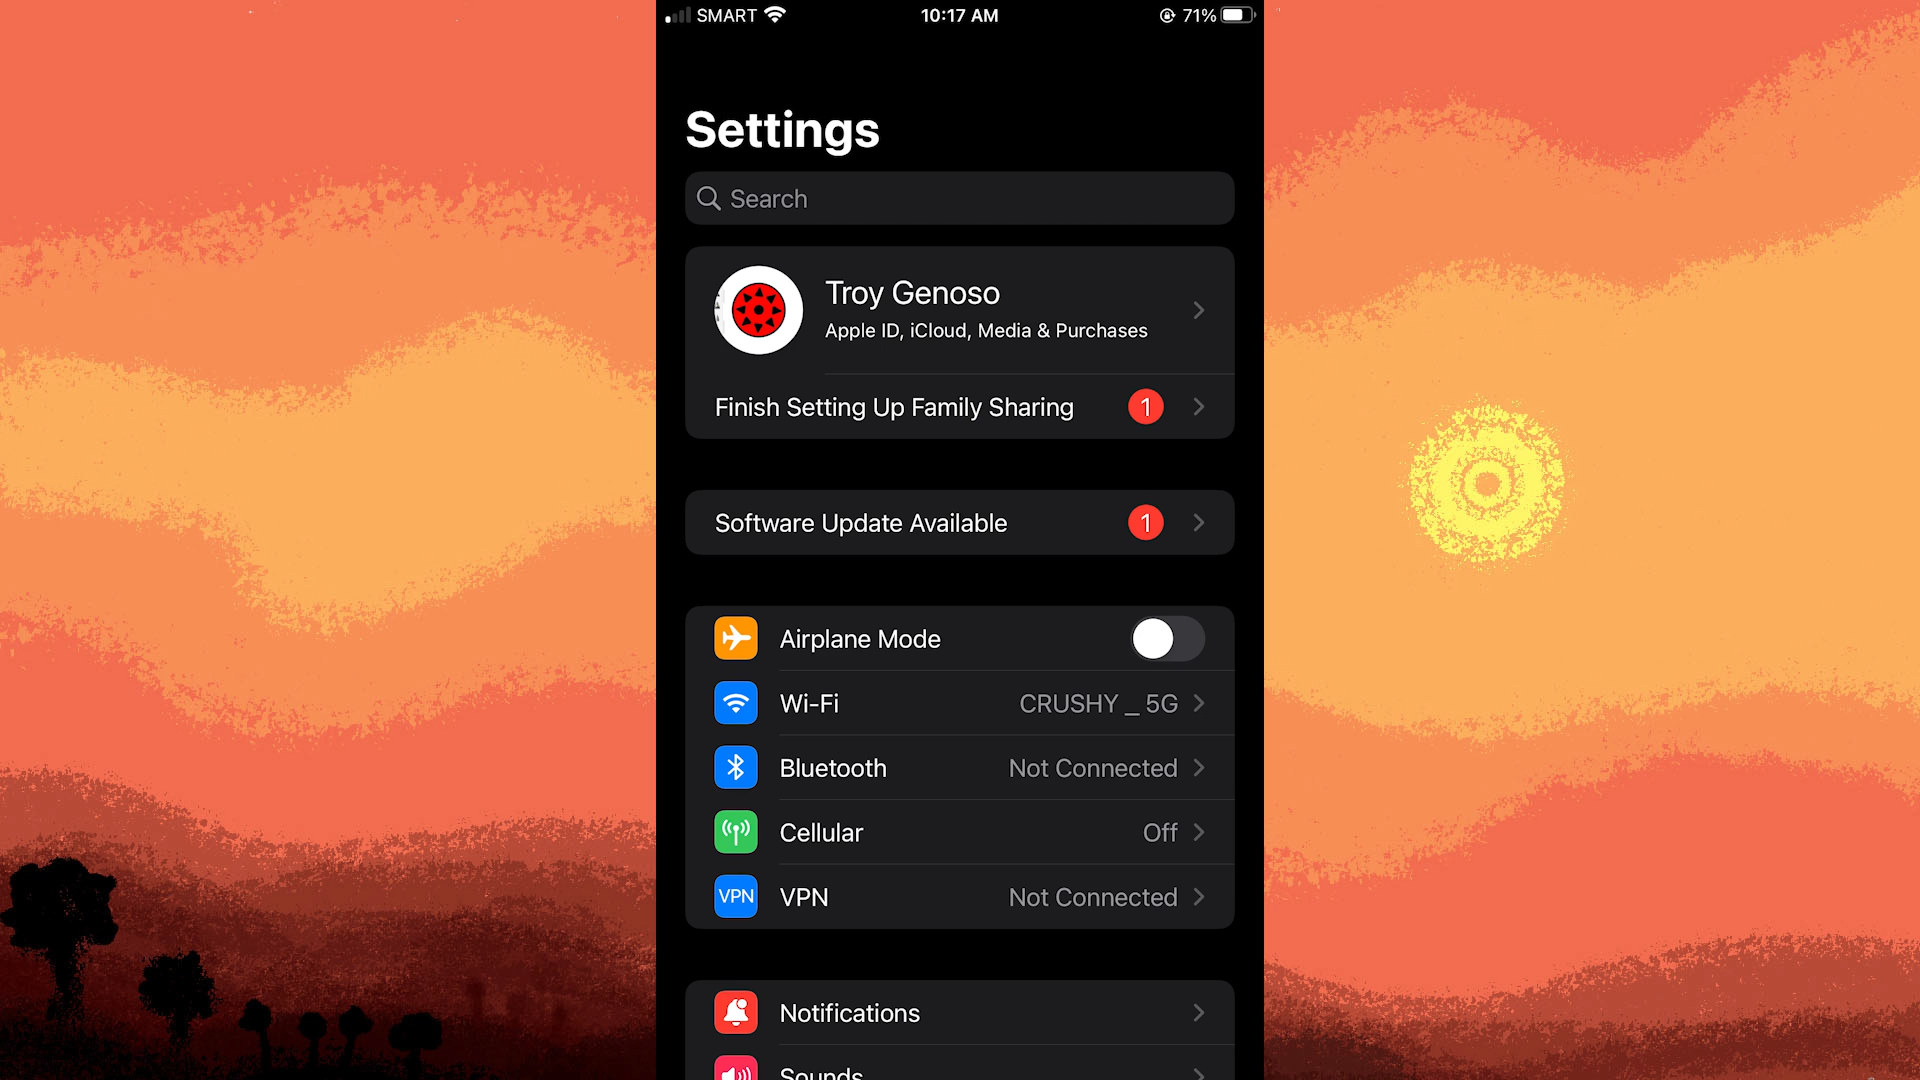 SMART 10:17 AM 71%
Settings
Search
Troy Genoso
Apple ID, iCloud, Media & Purchases
Finish Setting Up Family Sharing 1
Software Update Available 1
Airplane Mode
Wi-Fi CRUSHY _ 5G
Bluetooth Not Connected
Cellular Off
VPN VPN Not Connected
Notifications
Sounds